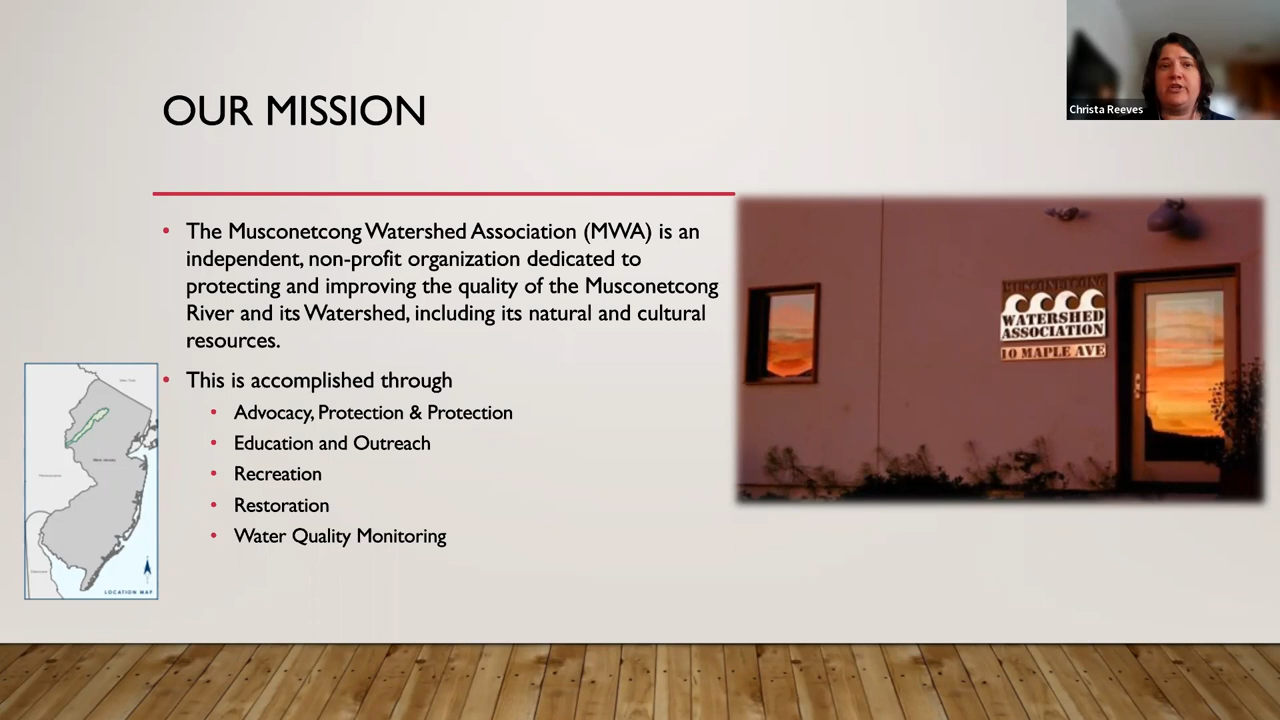 Christa Reeves
OUR MISSION
The Musconetcong Watershed Association (MWA) is an
independent, non-profit organization dedicated to
protecting and improving the quality of the Musconetcong
River and its Watershed, including its natural and cultural
resources.
This is accomplished through
Advocacy, Protection & Protection
Education and Outreach
Recreation
Restoration
Water Quality Monitoring
MUSCONETCONG
WATERSHED
ASSOCIATION
10 MAPLE AVE
New Jersey
LOCATION MAP